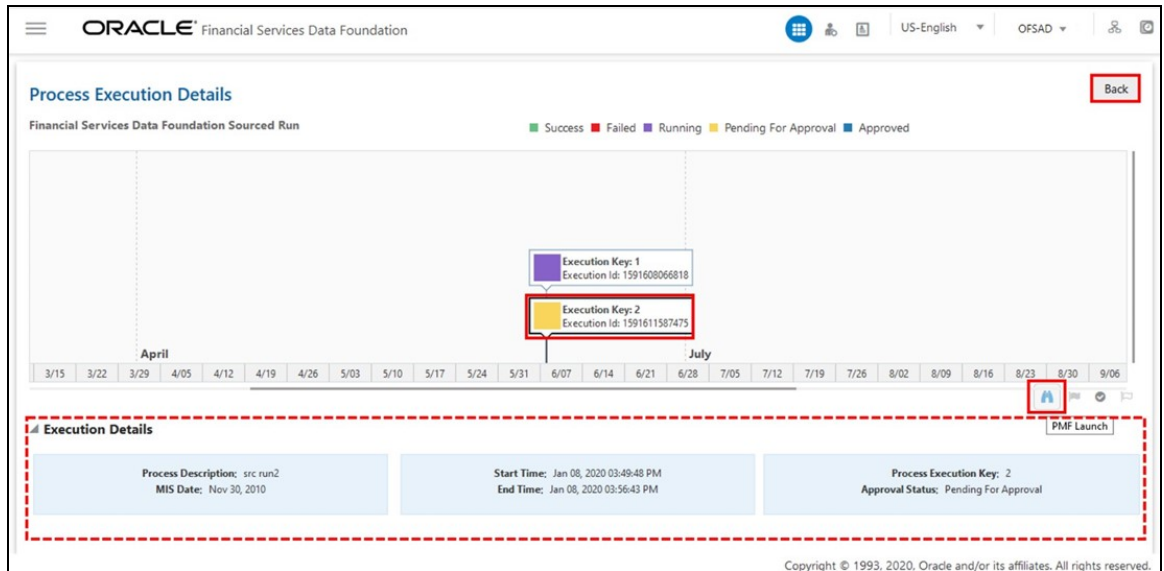 ORACLE Financial Services Data Foundation
US-English
OFSAD
Process Execution Details
Back
Financial Services Data Foundation Sourced Run
Success Failed Running Pending For Approval Approved
Execution Key: 1
Execution Id: 1591608066818
Execution Key: 2
Execution Id: 1591611587475
April July
3/15 3/22 3/29 4/05 4/12 4/19 4/26 5/03 5/10 5/17 5/24 5/31 6/07 6/14 6/21 6/28 7/05 7/12 7/19 7/26 8/02 8/09 8/16 8/23 8/30 9/06
PMF Launch
Execution Details
Process Description; src run2
MIS Date; Nov 30, 2010
Start Time; Jan 08, 2020 03:49:48 PM
End Time; Jan 08, 2020 03:56:43 PM
Process Execution Key; 2
Approval Status; Pending For Approval
Copyright © 1993, 2020, Oracle and/or its affiliates. All rights reserved.